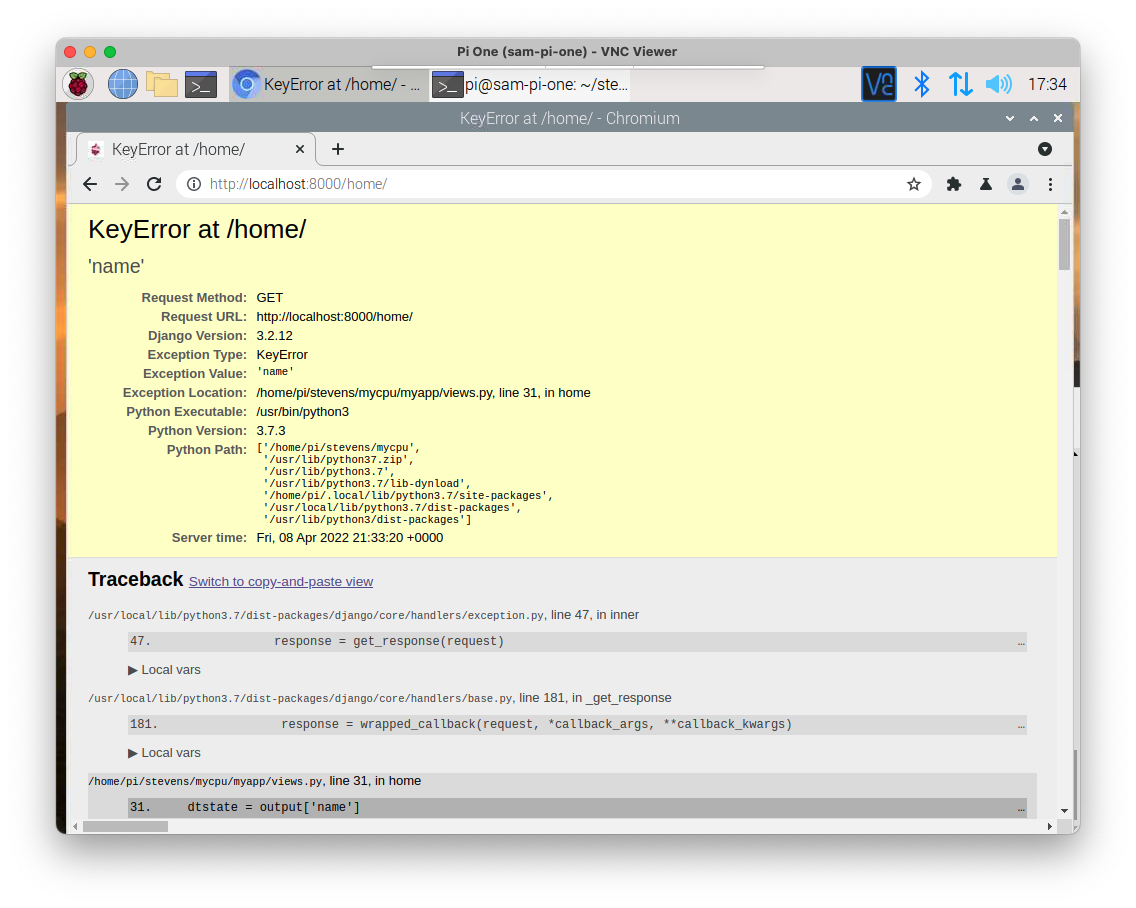 Pi One (sam-pi-one) - VNC Viewer
KeyError at /home/ - ...
pi@sam-pi-one: ~/ste...
17:34
KeyError at /home/ - Chromium
KeyError at /home/
http://localhost:8000/home/
KeyError at /home/
'name'
Request Method: GET
Request URL: http://localhost:8000/home/
Django Version: 3.2.12
Exception Type: KeyError
Exception Value: 'name'
Exception Location: /home/pi/stevens/mycpu/myapp/views.py, line 31, in home
Python Executable: /usr/bin/python3
Python Version: 3.7.3
Python Path: ['/home/pi/stevens/mycpu',
'/usr/lib/python37.zip',
'/usr/lib/python3.7',
'/usr/lib/python3.7/lib-dynload',
'/home/pi/.local/lib/python3.7/site-packages',
'/usr/local/lib/python3.7/dist-packages',
'/usr/lib/python3/dist-packages']
Server time: Fri, 08 Apr 2022 21:33:20 +0000
Traceback Switch to copy-and-paste view
/usr/local/lib/python3.7/dist-packages/django/core/handlers/exception.py, line 47, in inner
47. response = get_response(request) …
▶ Local vars
/usr/local/lib/python3.7/dist-packages/django/core/handlers/base.py, line 181, in _get_response
181. response = wrapped_callback(request, *callback_args, **callback_kwargs) …
▶ Local vars
/home/pi/stevens/mycpu/myapp/views.py, line 31, in home
31. dtstate = output['name'] …